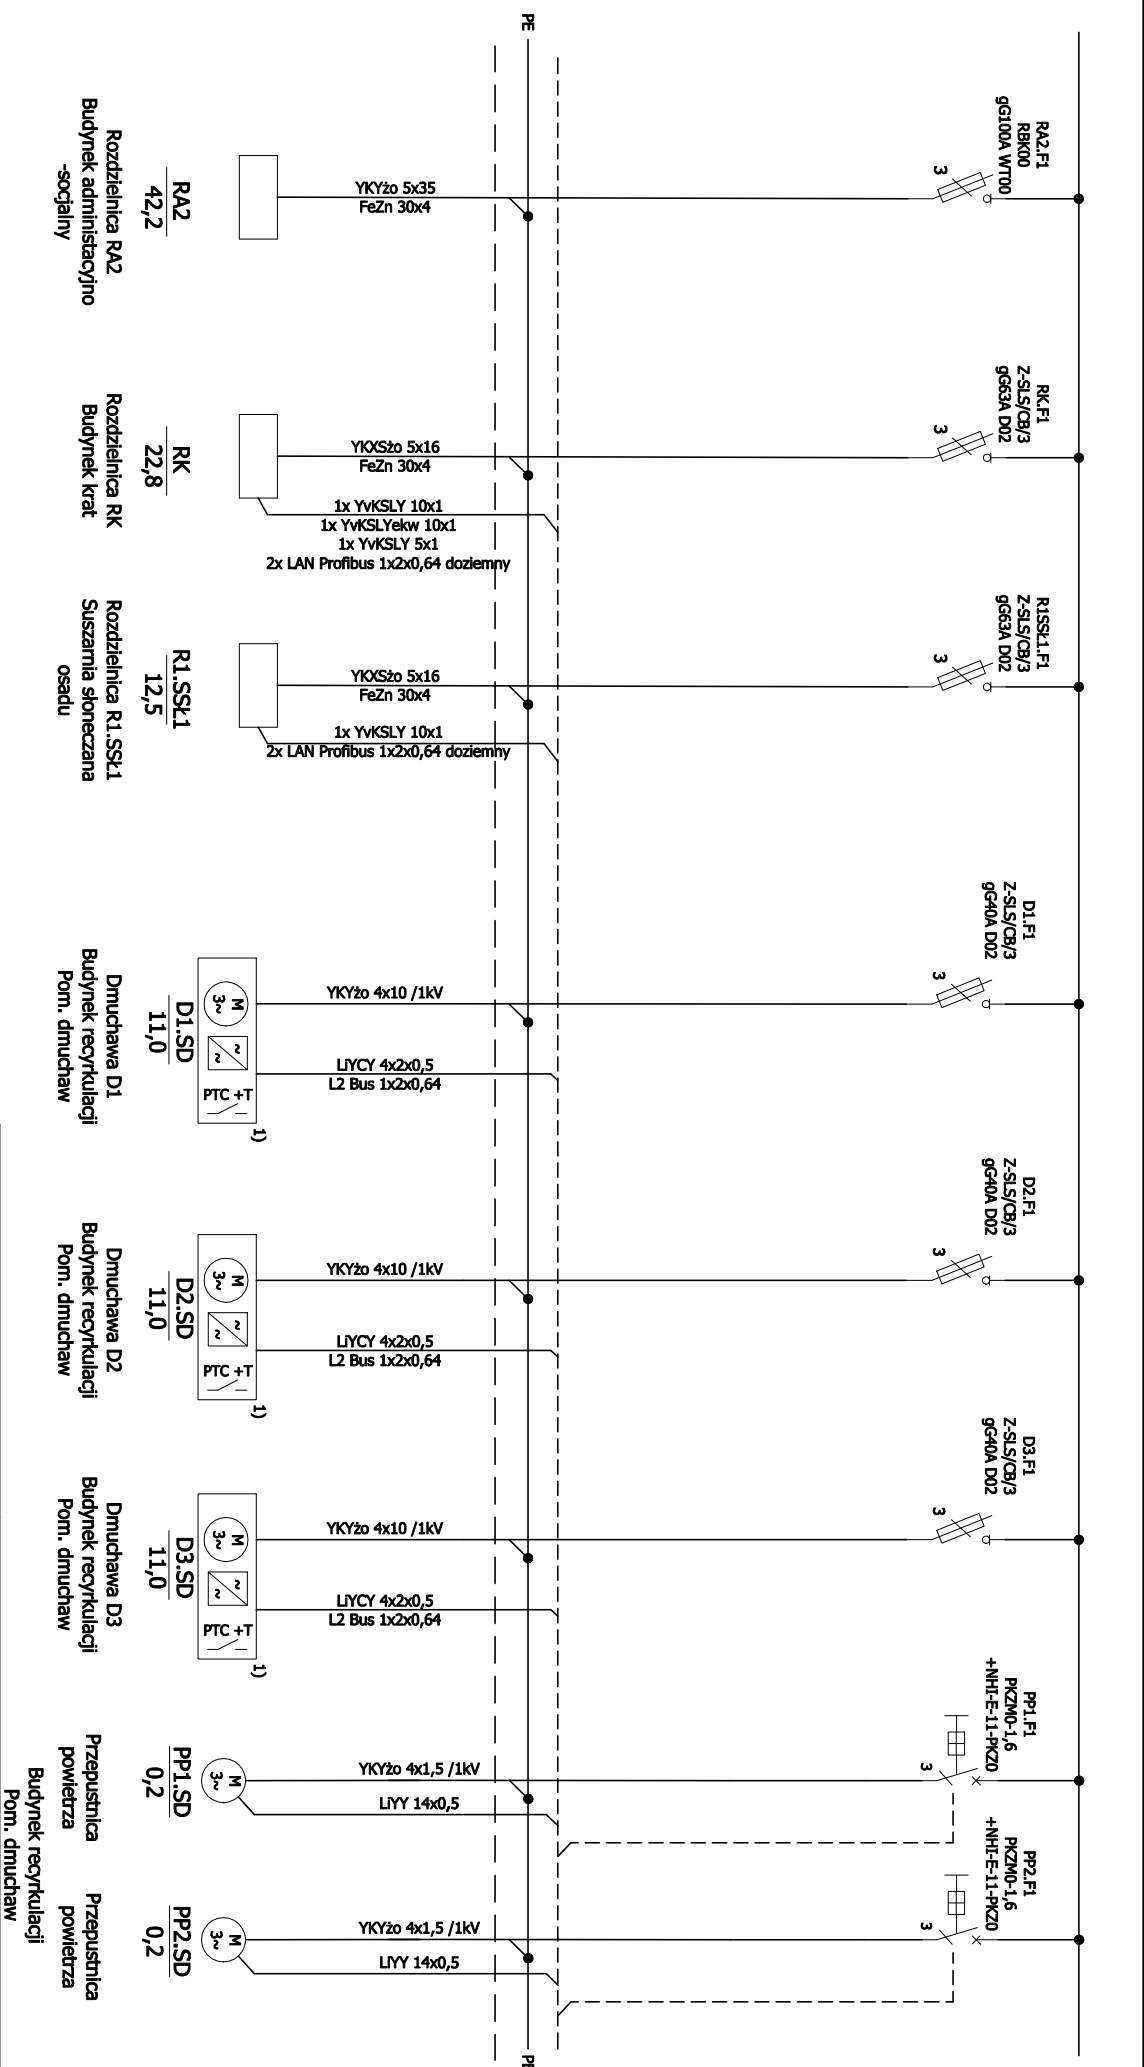 PE
RA2.F1
RBK00
gG100A WT00
3
YKYżo 5x35
FeZn 30x4
RA2
42,2
Rozdzielnica RA2
Budynek administacyjno
-socjalny
RK.F1
Z-SLS/CB/3
gG63A D02
3
YKXSżo 5x16
FeZn 30x4
1x YvKSLY 10x1
1x YvKSLYekw 10x1
1x YvKSLY 5x1
2x LAN Profibus 1x2x0,64 doziemny
RK
22,8
Rozdzielnica RK
Budynek krat
R1SSŁ1.F1
Z-SLS/CB/3
gG63A D02
3
YKXSżo 5x16
FeZn 30x4
1x YvKSLY 10x1
2x LAN Profibus 1x2x0,64 doziemny
R1.SSŁ1
12,5
Rozdzielnica R1.SSŁ1
Suszarnia słoneczana
osadu
D1.F1
Z-SLS/CB/3
gG40A D02
3
YKYżo 4x10 /1kV
LiYCY 4x2x0,5
L2 Bus 1x2x0,64
M
3~
~
~
PTC +T
1)
D1.SD
11,0
Dmuchawa D1
Budynek recyrkulacji
Pom. dmuchaw
D2.F1
Z-SLS/CB/3
gG40A D02
3
YKYżo 4x10 /1kV
LiYCY 4x2x0,5
L2 Bus 1x2x0,64
M
3~
~
~
PTC +T
1)
D2.SD
11,0
Dmuchawa D2
Budynek recyrkulacji
Pom. dmuchaw
D3.F1
Z-SLS/CB/3
gG40A D02
3
YKYżo 4x10 /1kV
LiYCY 4x2x0,5
L2 Bus 1x2x0,64
M
3~
~
~
PTC +T
1)
D3.SD
11,0
Dmuchawa D3
Budynek recyrkulacji
Pom. dmuchaw
PP1.F1
PKZM0-1,6
+NHI-E-11-PKZ0
3
YKYżo 4x1,5 /1kV
LiYY 14x0,5
M
3~
PP1.SD
0,2
Przepustnica
powietrza
PP2.F1
PKZM0-1,6
+NHI-E-11-PKZ0
3
YKYżo 4x1,5 /1kV
LiYY 14x0,5
M
3~
PP2.SD
0,2
Przepustnica
powietrza
Budynek recyrkulacji
Pom. dmuchaw
PE